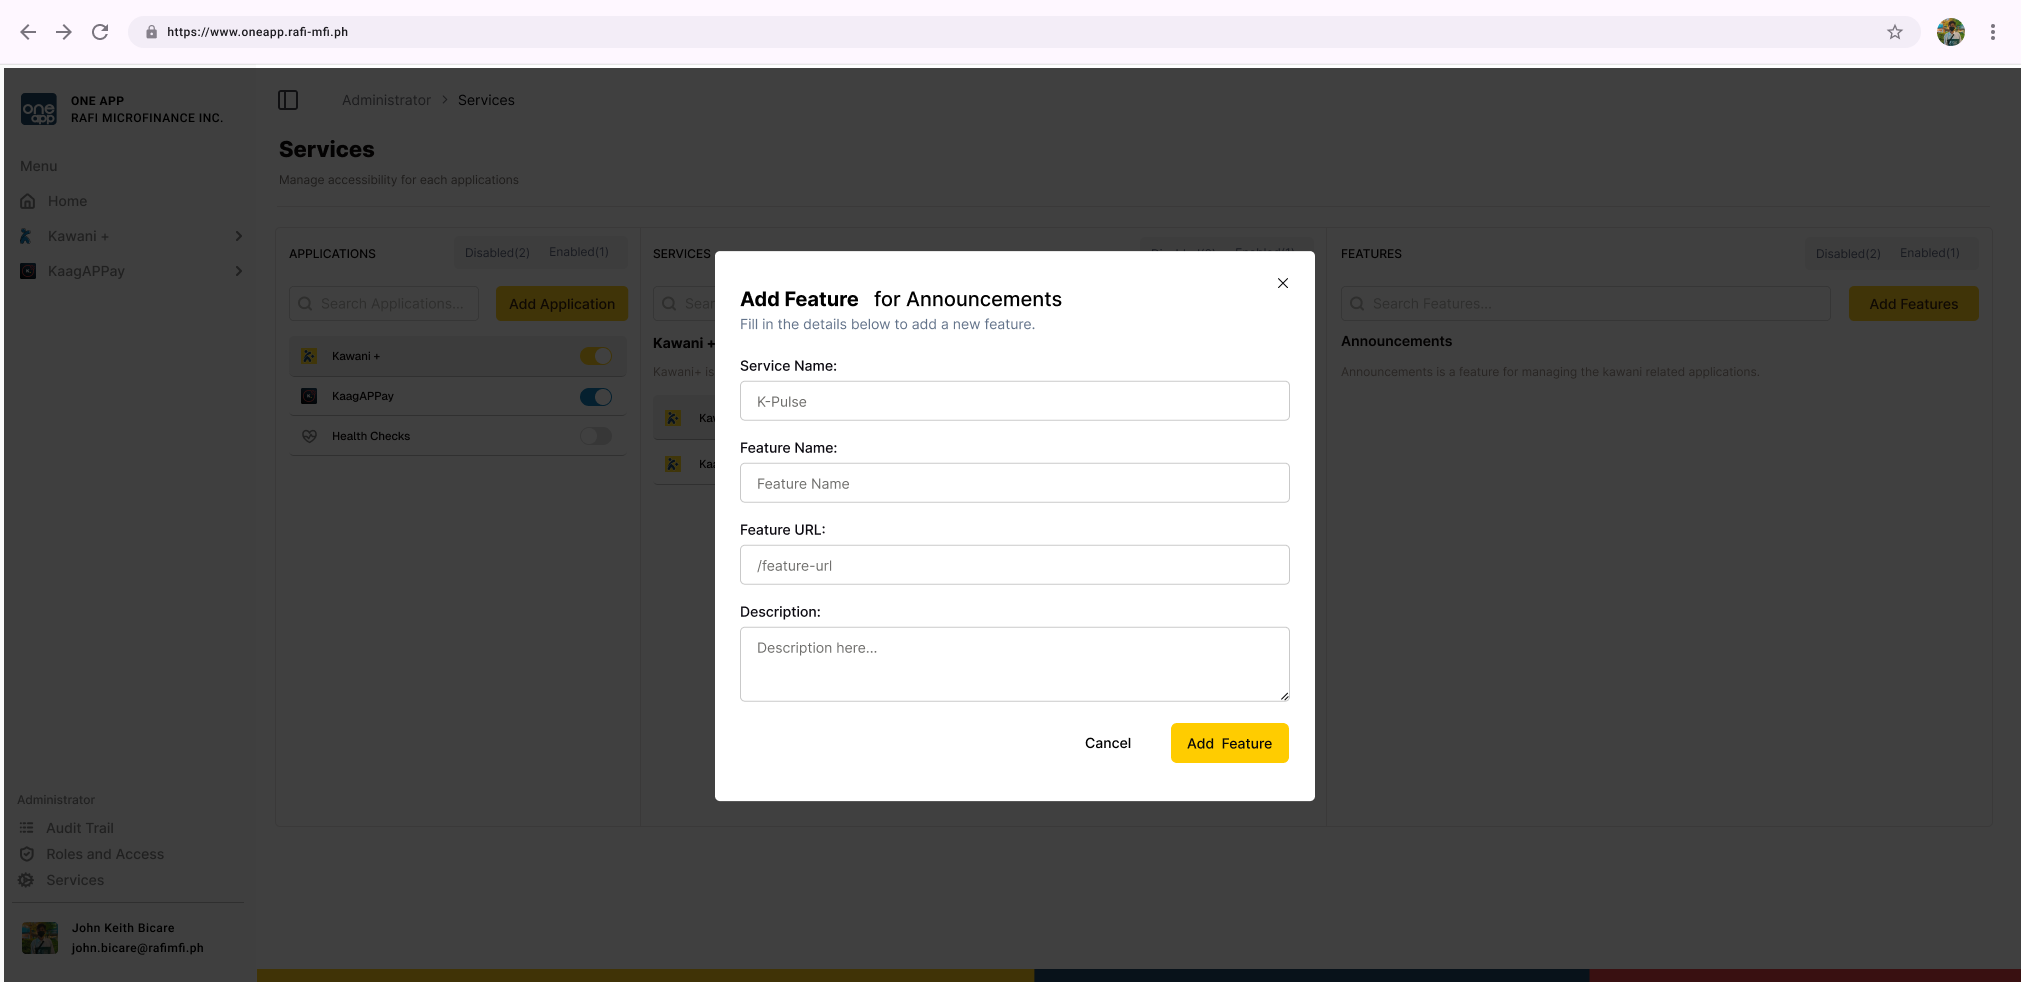 https://www.oneapp.rafi-mfi.ph
one
app
ONE APP
RAFI MICROFINANCE INC.
Menu
Home
Kawani +
KaagAPPay
Administrator > Services
Services
Manage accessibility for each applications
APPLICATIONS
Disabled(2) Enabled(1)
Search Applications...
Add Application
Kawani +
KaagAPPay
Health Checks
SERVICES
Sear
Kawani +
Kawani+ is
Kav
Kaa
Add Feature for Announcements
Fill in the details below to add a new feature.
Service Name:
K-Pulse
Feature Name:
Feature Name
Feature URL:
/feature-url
Description:
Description here...
Cancel
Add Feature
FEATURES
Disabled(2) Enabled(1)
Search Features...
Add Features
Announcements
Announcements is a feature for managing the kawani related applications.
Administrator
Audit Trail
Roles and Access
Services
John Keith Bicare
john.bicare@rafimfi.ph